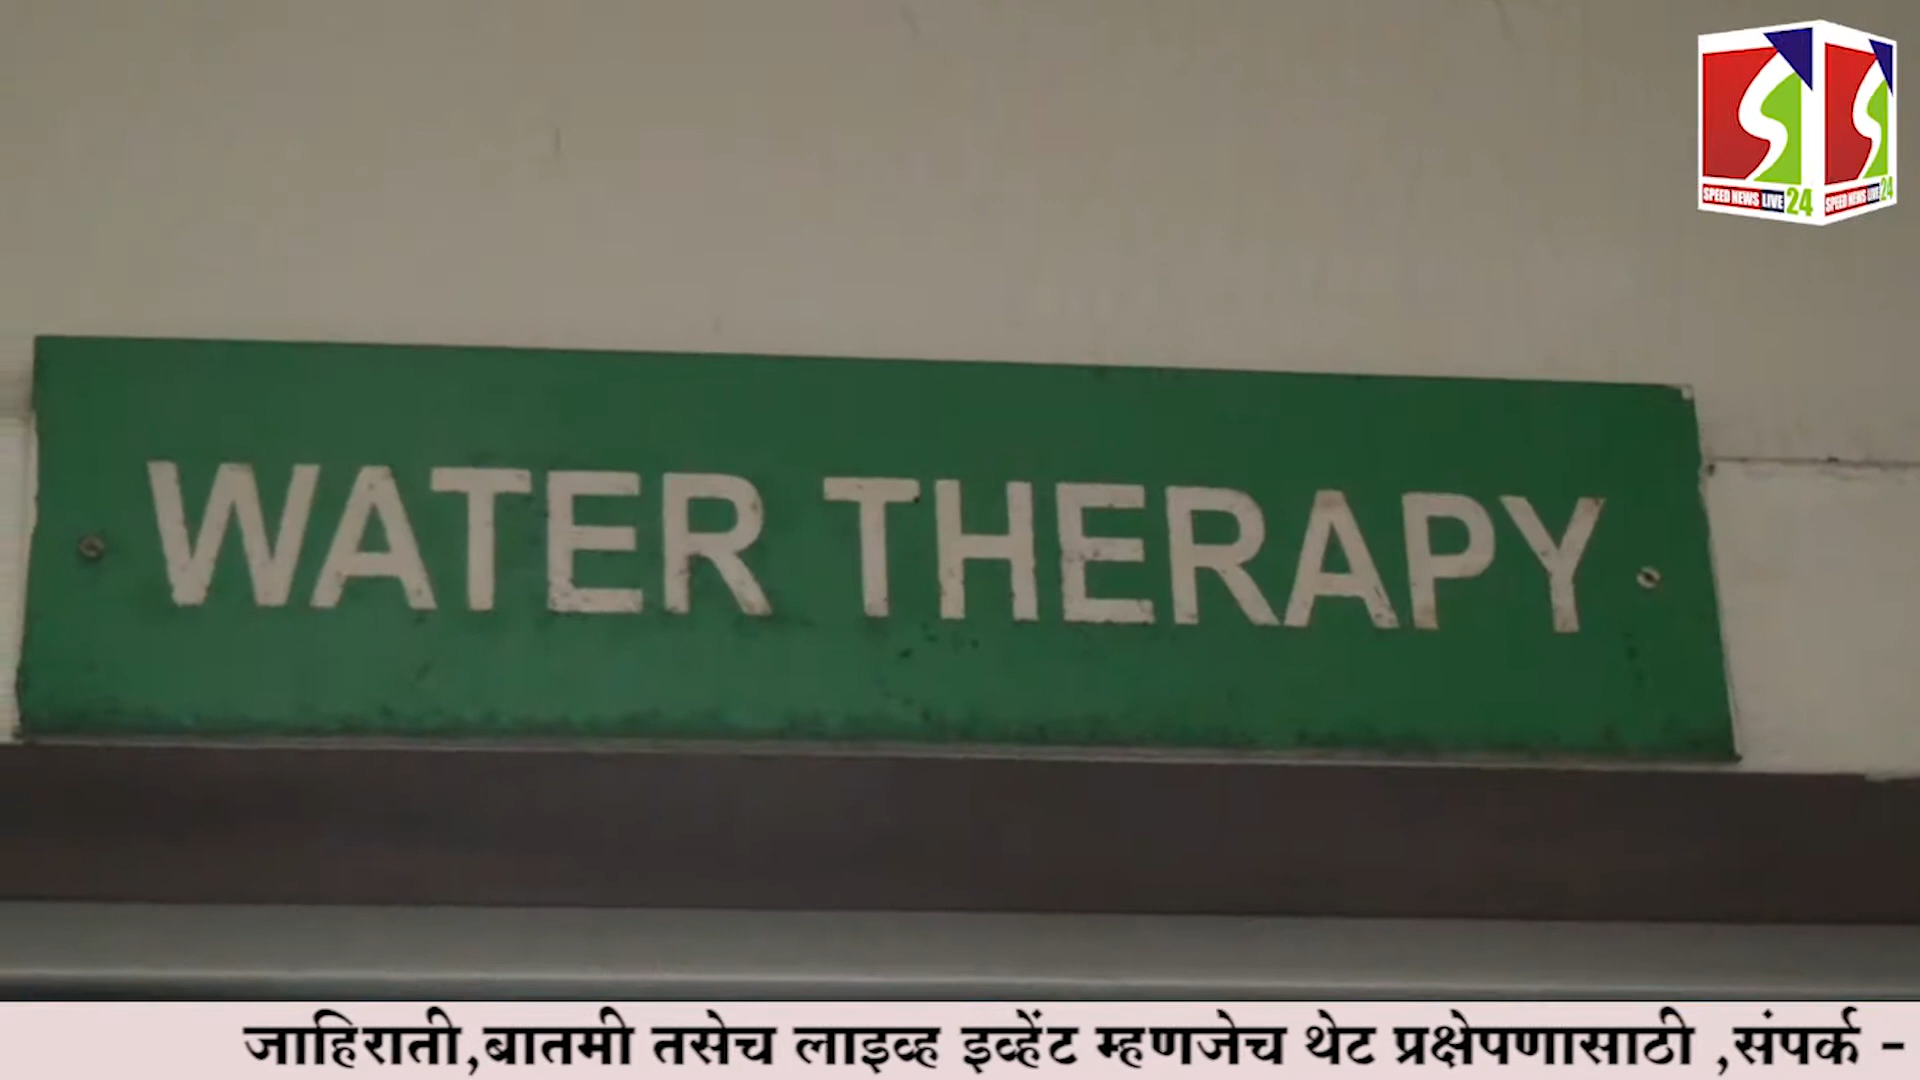 SPEED NEWS LIVE 24
SPEED NEWS LIVE 24
WATER THERAPY
जाहिराती,बातमी तसेच लाइव्ह इव्हेंट म्हणजेच थेट प्रक्षेपणासाठी ,संपर्क -